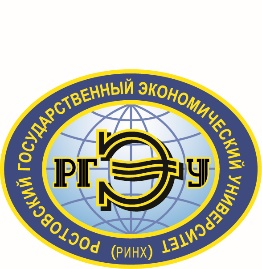 РОСТОВСКИЙ ГОСУДАРСТВЕННЫЙ ЭКОНОМИЧЕСКИЙ УНИВЕРСИТЕТ
РГЭУ
(РИНХ)